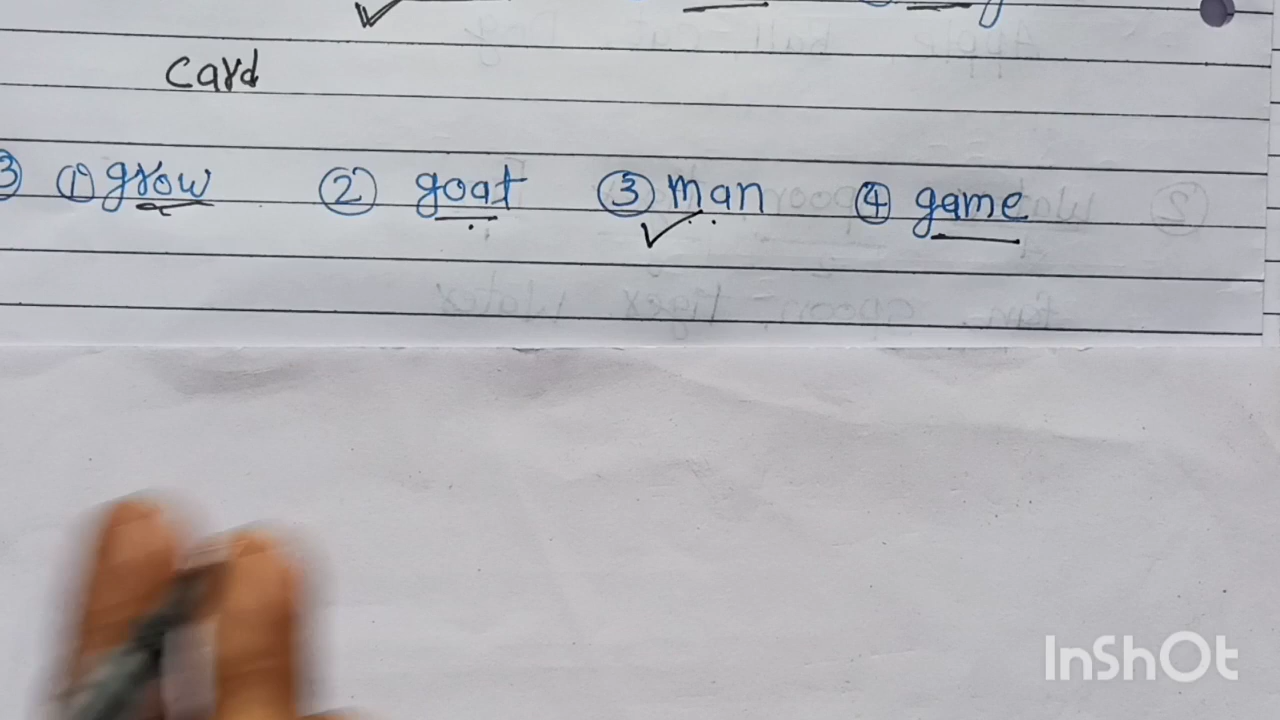 card
③ ① grow ② goat ③ man ④ game
InShOt